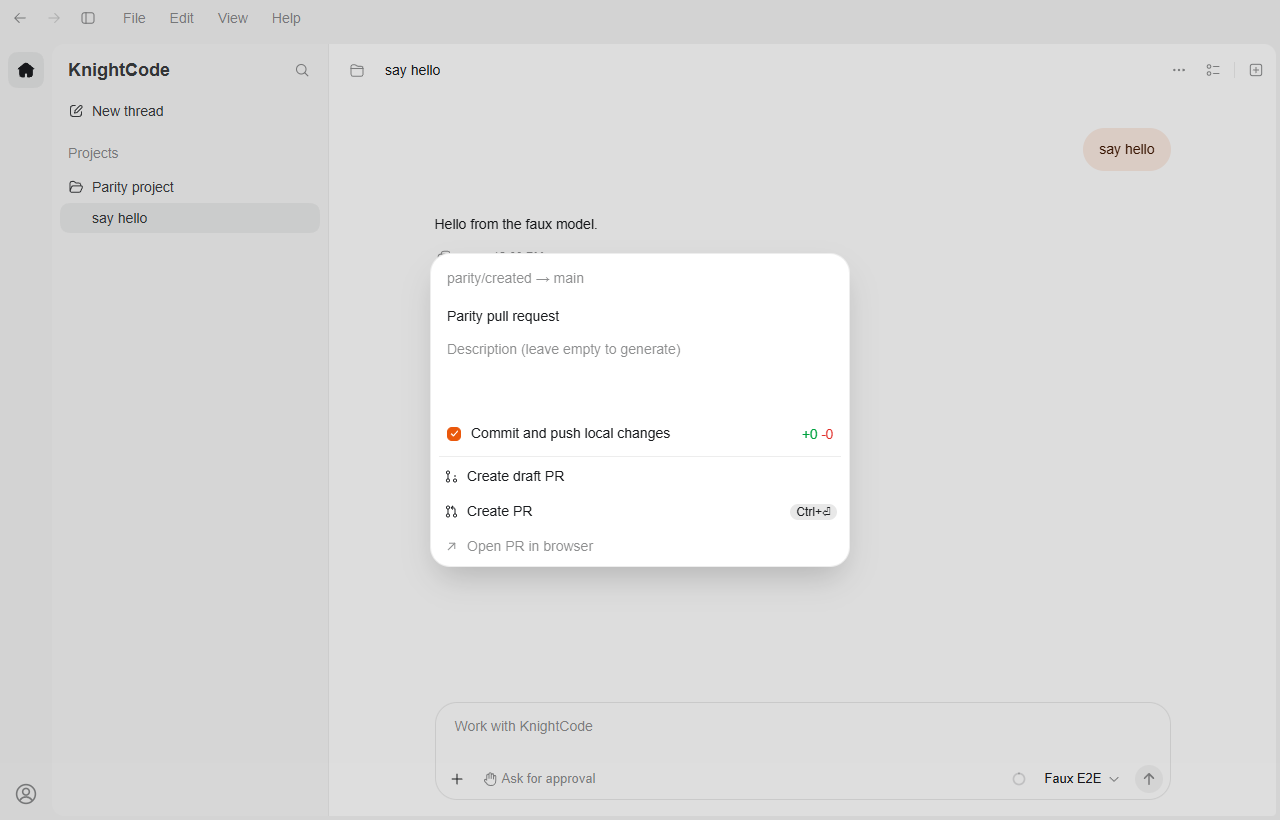 File Edit View Help
KnightCode
New thread
Projects
Parity project
say hello
say hello
say hello
Hello from the faux model.
parity/created → main
Parity pull request
Description (leave empty to generate)
Commit and push local changes +0 -0
Create draft PR
Create PR Ctrl+⏎
Open PR in browser
Work with KnightCode
Ask for approval Faux E2E